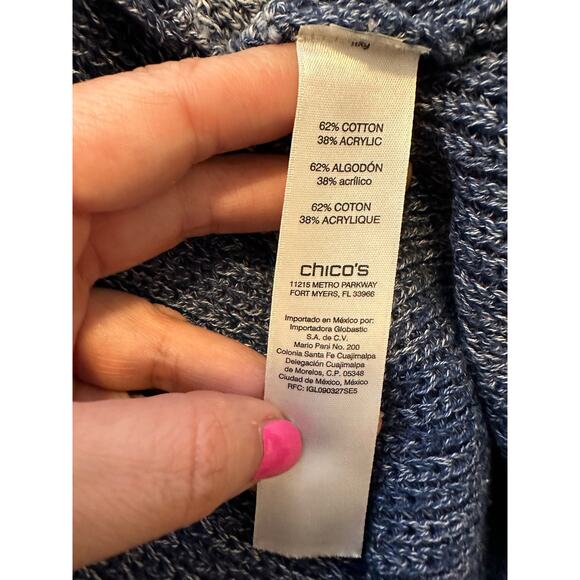 62% COTTON
38% ACRYLIC
62% ALGODÓN
38% acrílico
62% COTON
38% ACRYLIQUE
chico's
11215 METRO PARKWAY
FORT MYERS, FL 33966
Importado en México por:
Importadora Globastic
S.A. de C.V.
Mario Pani No. 200
Colonia Santa Fe Cuajimalpa
Delegación Cuajimalpa
de Morelos, C.P. 05348
Ciudad de México, México
RFC: IGL090327SE5